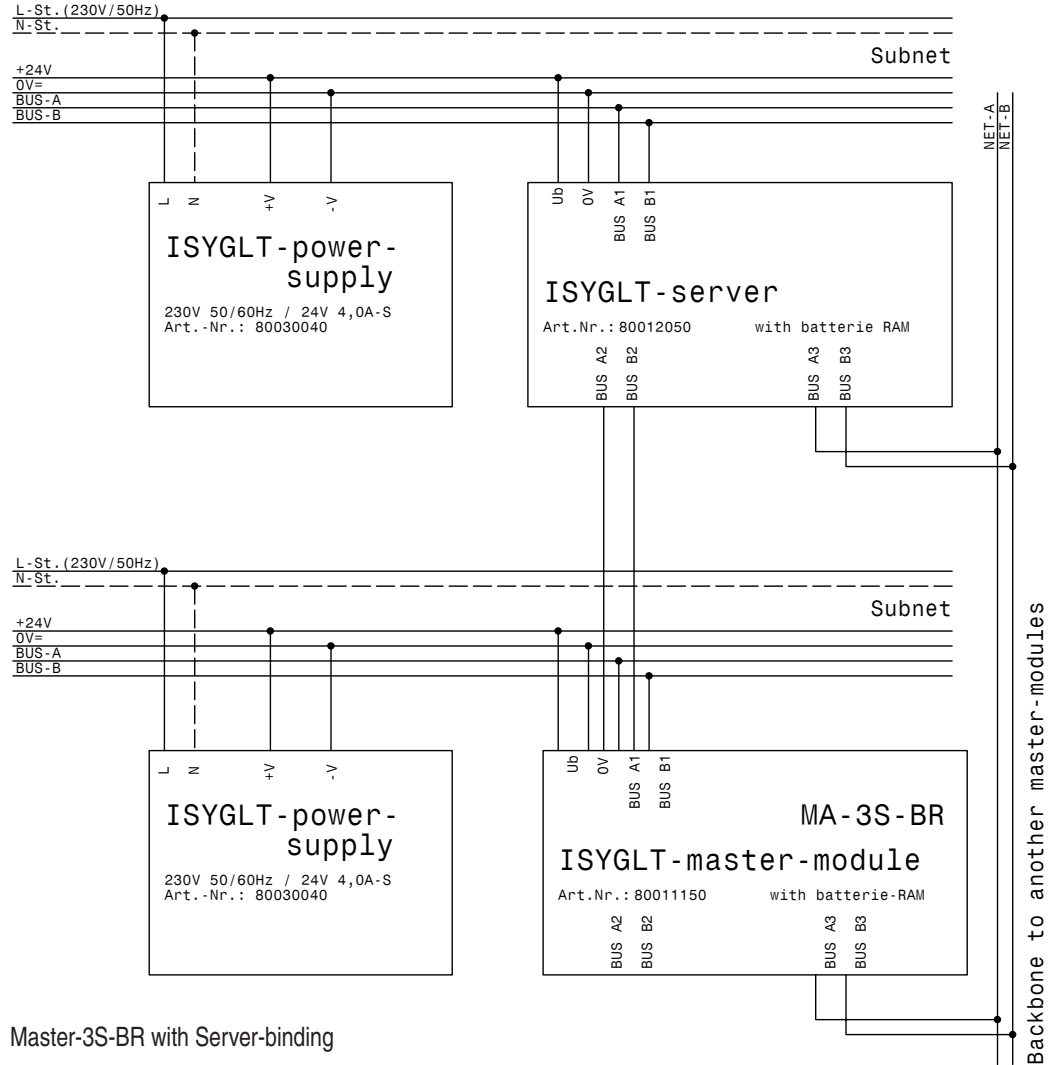 L-St.(230V/50Hz)
N-St.
Subnet
+24V
0V=
BUS-A
BUS-B
NET-A
NET-B
L
N
+V
-V
Ub
0V
BUS A1
BUS B1
ISYGLT-power-
supply
230V 50/60Hz / 24V 4,0A-S
Art.-Nr.: 80030040
ISYGLT-server
Art.Nr.:80012050
with batterie RAM
BUS A2
BUS B2
BUS A3
BUS B3
L-St.(230V/50Hz)
N-St.
Subnet
+24V
0V=
BUS-A
BUS-B
L
N
+V
-V
Ub
0V
BUS A1
BUS B1
ISYGLT-power-
supply
230V 50/60Hz / 24V 4,0A-S
Art.-Nr.: 80030040
MA-3S-BR
ISYGLT-master-module
Art.Nr.:80011150
with batterie-RAM
BUS A2
BUS B2
BUS A3
BUS B3
Backbone to another master-modules
Master-3S-BR with Server-binding